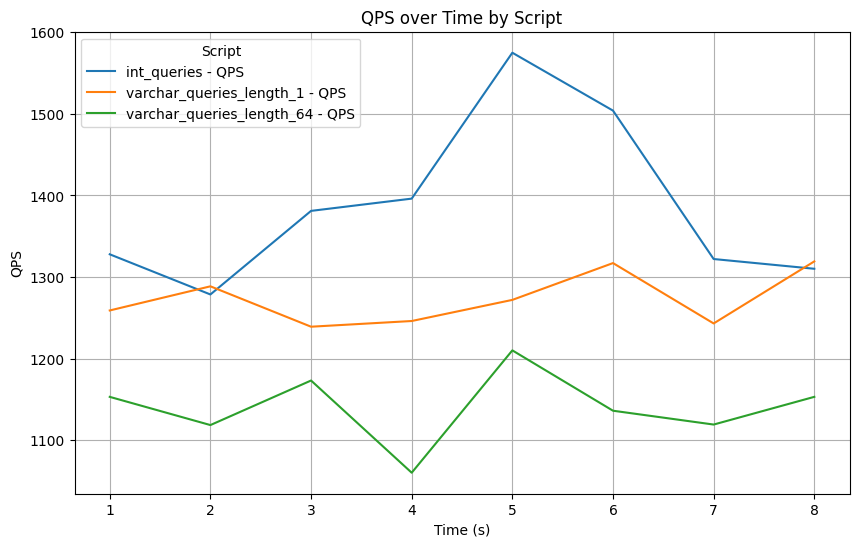 QPS over Time by Script
Script
int_queries - QPS
varchar_queries_length_1 - QPS
varchar_queries_length_64 - QPS
1600
1500
1400
1300
1200
1100
QPS
1 2 3 4 5 6 7 8
Time (s)